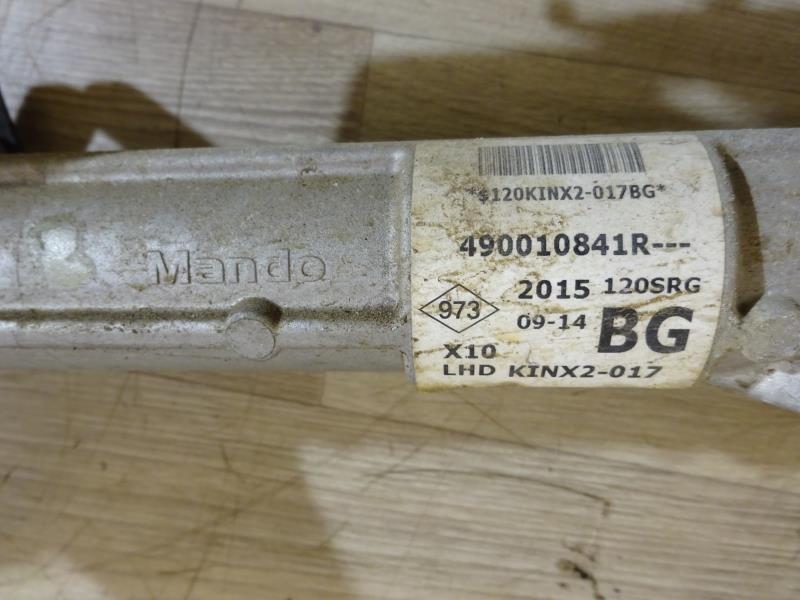 Mando
*$120KINX2-017BG*
490010841R---
2015 120SRG
973
09-14 BG
X10
LHD KINX2-017